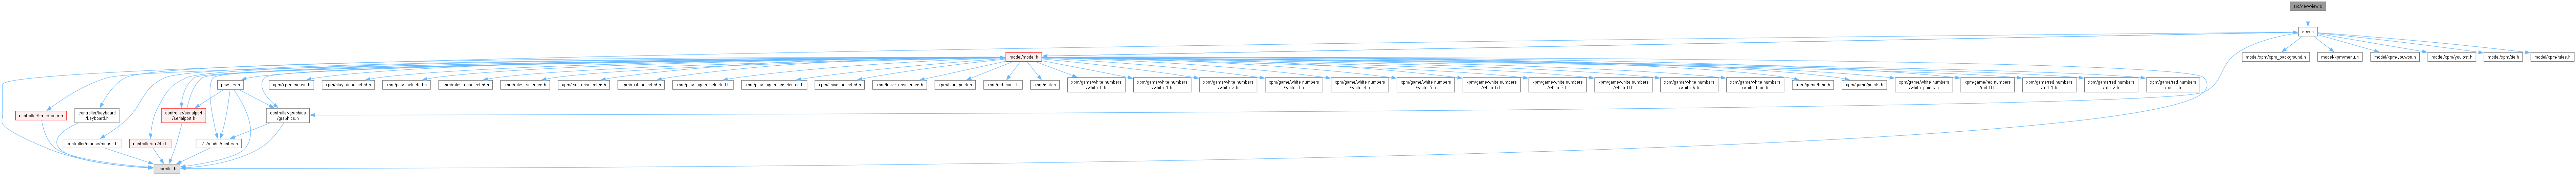 src/view/view.c
view.h
model/model.h
model/xpm/xpm_background.h
model/xpm/menu.h
model/xpm/youwon.h
model/xpm/youlost.h
model/xpm/tie.h
model/xpm/rules.h
physics.h
xpm/xpm_mouse.h
xpm/play_unselected.h
xpm/play_selected.h
xpm/rules_unselected.h
xpm/rules_selected.h
xpm/exit_unselected.h
xpm/exit_selected.h
xpm/play_again_selected.h
xpm/play_again_unselected.h
xpm/leave_selected.h
xpm/leave_unselected.h
xpm/blue_puck.h
xpm/red_puck.h
xpm/disk.h
xpm/game/white numbers
/white_0.h
xpm/game/white numbers
/white_1.h
xpm/game/white numbers
/white_2.h
xpm/game/white numbers
/white_3.h
xpm/game/white numbers
/white_4.h
xpm/game/white numbers
/white_5.h
xpm/game/white numbers
/white_6.h
xpm/game/white numbers
/white_7.h
xpm/game/white numbers
/white_8.h
xpm/game/white numbers
/white_9.h
xpm/game/white numbers
/white_time.h
xpm/game/time.h
xpm/game/points.h
xpm/game/white numbers
/white_points.h
xpm/game/red numbers
/red_0.h
xpm/game/red numbers
/red_1.h
xpm/game/red numbers
/red_2.h
xpm/game/red numbers
/red_3.h
controller/timer/timer.h
controller/keyboard
/keyboard.h
controller/serialport
/serialport.h
controller/graphics
/graphics.h
controller/mouse/mouse.h
controller/rtc/rtc.h
../../model/sprites.h
lcom/lcf.h